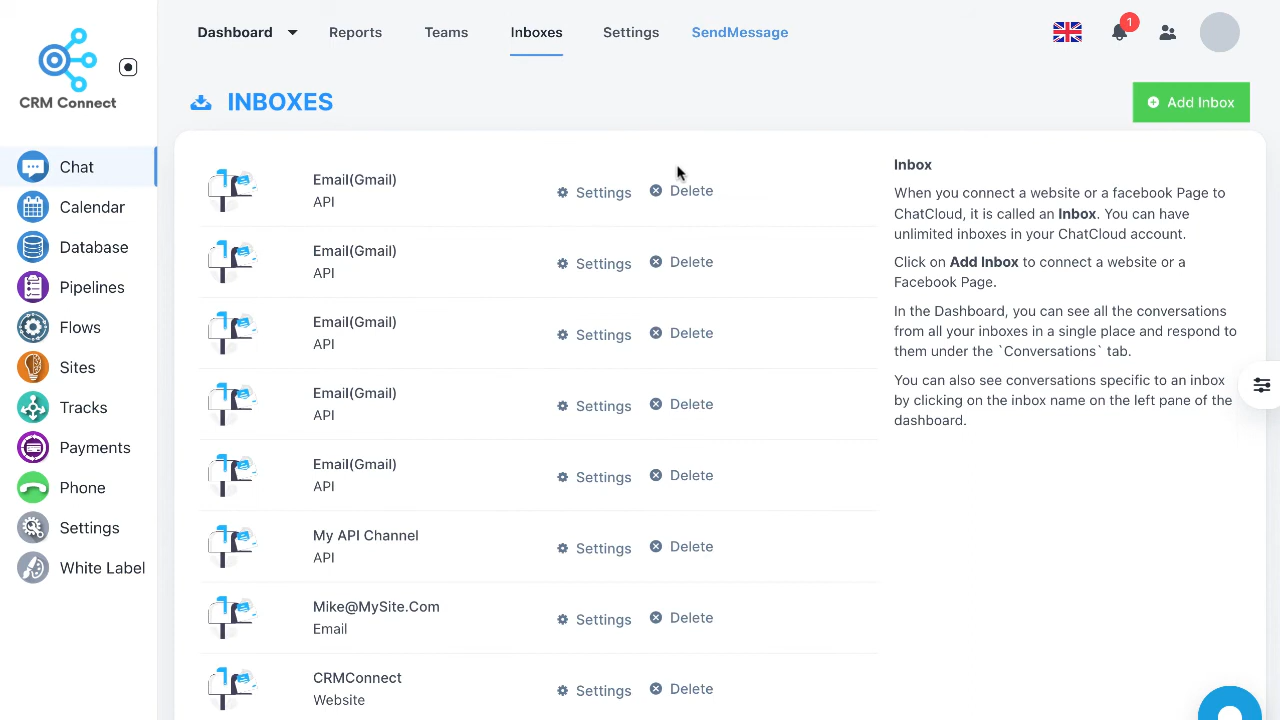 CRM Connect
Dashboard
Reports
Teams
Inboxes
Settings
SendMessage
1
INBOXES
Add Inbox
Chat
Calendar
Database
Pipelines
Flows
Sites
Tracks
Payments
Phone
Settings
White Label
Email(Gmail)
API
Settings
Delete
Email(Gmail)
API
Settings
Delete
Email(Gmail)
API
Settings
Delete
Email(Gmail)
API
Settings
Delete
Email(Gmail)
API
Settings
Delete
My API Channel
API
Settings
Delete
Mike@MySite.Com
Email
Settings
Delete
CRMConnect
Website
Settings
Delete
Inbox
When you connect a website or a facebook Page to
ChatCloud, it is called an Inbox. You can have
unlimited inboxes in your ChatCloud account.
Click on Add Inbox to connect a website or a
Facebook Page.
In the Dashboard, you can see all the conversations
from all your inboxes in a single place and respond to
them under the `Conversations` tab.
You can also see conversations specific to an inbox
by clicking on the inbox name on the left pane of the
dashboard.